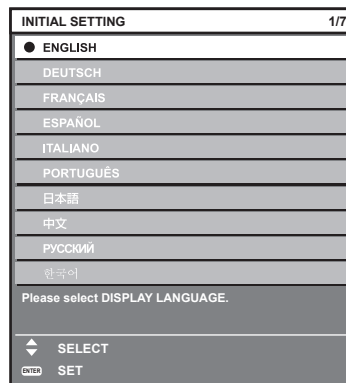 INITIAL SETTING 1/7
ENGLISH
DEUTSCH
FRANÇAIS
ESPAÑOL
ITALIANO
PORTUGUÊS
日本語
中文
РУССКИЙ
한국어
Please select DISPLAY LANGUAGE.
SELECT
ENTER SET